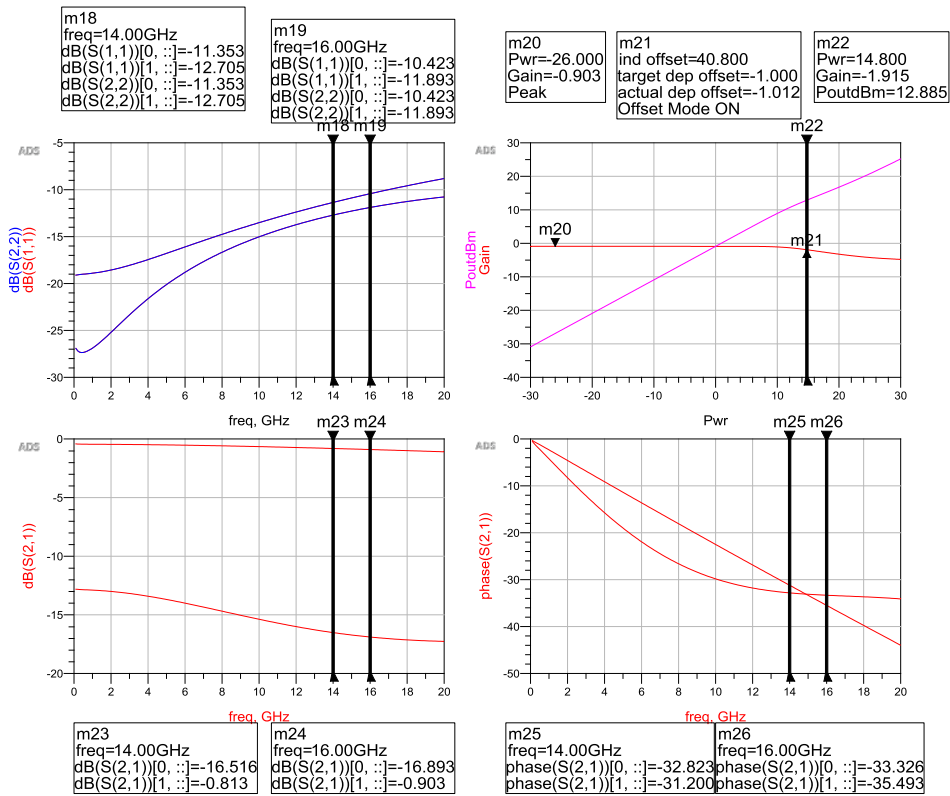 m18
freq=14.00GHz
dB(S(1,1))[0, ::]=-11.353
dB(S(1,1))[1, ::]=-12.705
dB(S(2,2))[0, ::]=-11.353
dB(S(2,2))[1, ::]=-12.705
m19
freq=16.00GHz
dB(S(1,1))[0, ::]=-10.423
dB(S(1,1))[1, ::]=-11.893
dB(S(2,2))[0, ::]=-10.423
dB(S(2,2))[1, ::]=-11.893
m20
Pwr=-26.000
Gain=-0.903
Peak
m21
ind offset=40.800
target dep offset=-1.000
actual dep offset=-1.012
Offset Mode ON
m22
Pwr=14.800
Gain=-1.915
PoutdBm=12.885
m18 m19
ADS
-5
-10
-15
-20
-25
-30
dB(S(2,2))
dB(S(1,1))
0 2 4 6 8 10 12 14 16 18 20
freq, GHz
m22
ADS
30
20
10
0
-10
-20
-30
-40
m20
m21
PoutdBm
Gain
-30 -20 -10 0 10 20 30
Pwr
m23 m24
ADS
0
-5
-10
-15
-20
dB(S(2,1))
0 2 4 6 8 10 12 14 16 18 20
freq, GHz
m25 m26
ADS
0
-10
-20
-30
-40
-50
phase(S(2,1))
0 2 4 6 8 10 12 14 16 18 20
freq, GHz
m23
freq=14.00GHz
dB(S(2,1))[0, ::]=-16.516
dB(S(2,1))[1, ::]=-0.813
m24
freq=16.00GHz
dB(S(2,1))[0, ::]=-16.893
dB(S(2,1))[1, ::]=-0.903
m25
freq=14.00GHz
phase(S(2,1))[0, ::]=-32.823
phase(S(2,1))[1, ::]=-31.200
m26
freq=16.00GHz
phase(S(2,1))[0, ::]=-33.326
phase(S(2,1))[1, ::]=-35.493